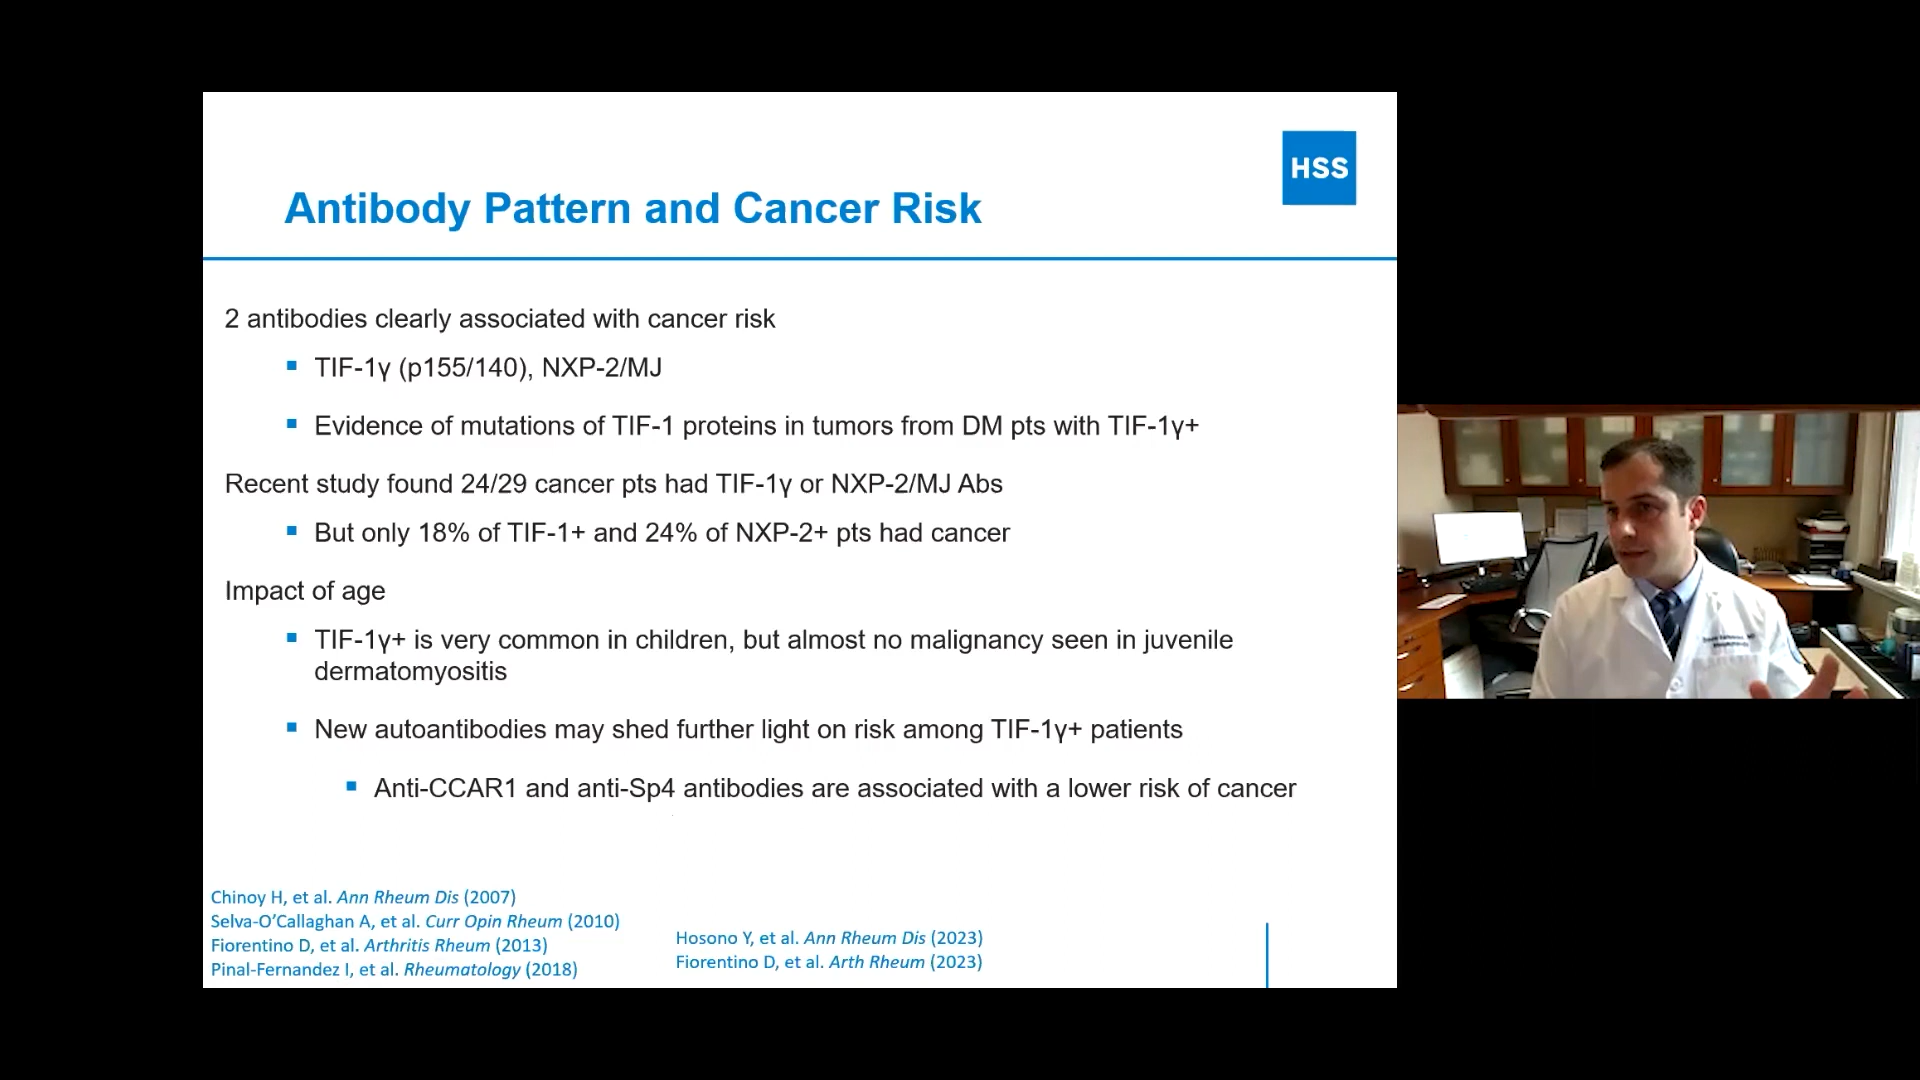 HSS
Antibody Pattern and Cancer Risk
2 antibodies clearly associated with cancer risk
TIF-1γ (p155/140), NXP-2/MJ
Evidence of mutations of TIF-1 proteins in tumors from DM pts with TIF-1γ+
Recent study found 24/29 cancer pts had TIF-1γ or NXP-2/MJ Abs
But only 18% of TIF-1+ and 24% of NXP-2+ pts had cancer
Impact of age
TIF-1γ+ is very common in children, but almost no malignancy seen in juvenile
dermatomyositis
New autoantibodies may shed further light on risk among TIF-1γ+ patients
Anti-CCAR1 and anti-Sp4 antibodies are associated with a lower risk of cancer
Chinoy H, et al. Ann Rheum Dis (2007)
Selva-O'Callaghan A, et al. Curr Opin Rheum (2010)
Fiorentino D, et al. Arthritis Rheum (2013)
Pinal-Fernandez I, et al. Rheumatology (2018)
Hosono Y, et al. Ann Rheum Dis (2023)
Fiorentino D, et al. Arth Rheum (2023)